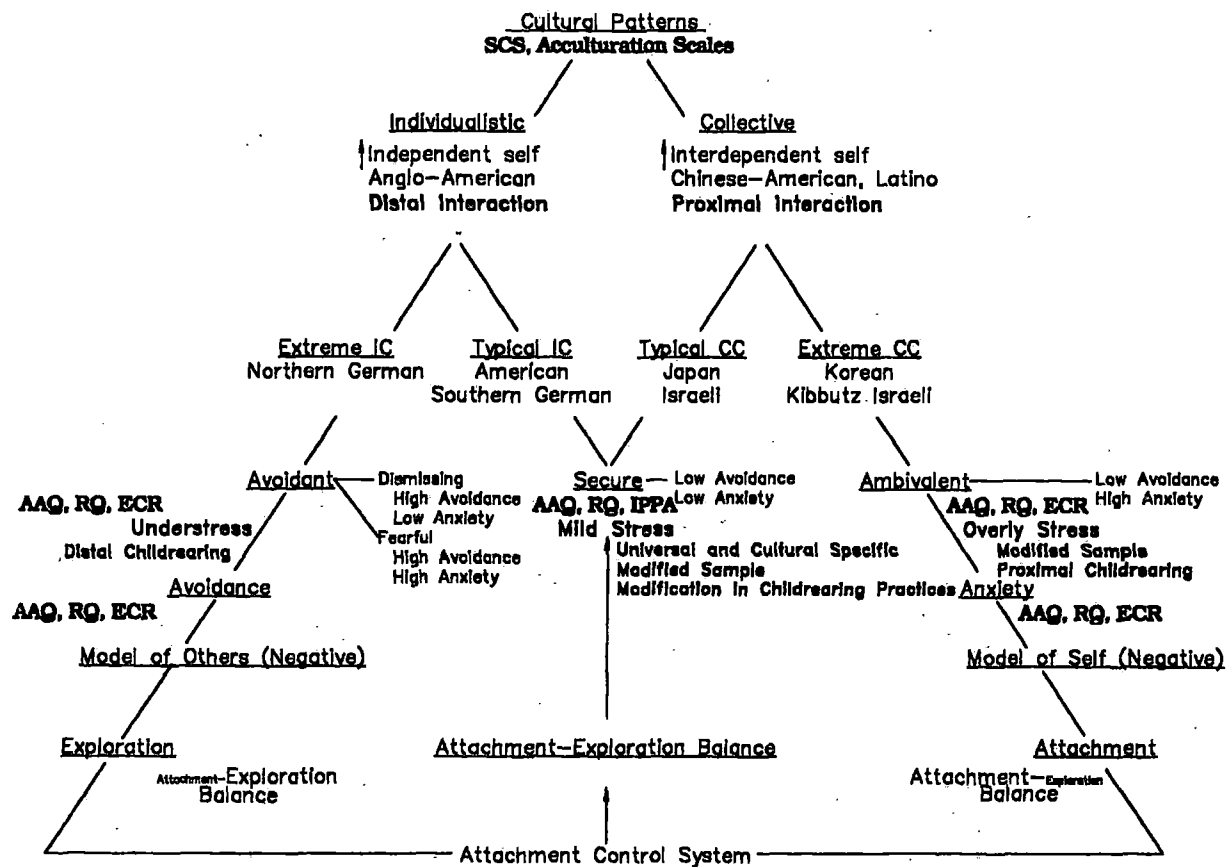 Cultural Patterns
SCS, Acculturation Scales
Individualistic
Independent self
Anglo-American
Distal Interaction
Collective
Interdependent self
Chinese-American, Latino
Proximal Interaction
Extreme IC
Northern German
Typical IC
American
Southern German
Typical CC
Japan
Israeli
Extreme CC
Korean
Kibbutz Israeli
Avoidant
Dismissing
High Avoidance
Low Anxiety
Fearful
High Avoidance
High Anxiety
AAQ, RQ, ECR
Understress
Distal Childrearing
Avoidance
AAQ, RQ, ECR
Model of Others (Negative)
Secure
Low Avoidance
Low Anxiety
AAQ, RQ, IPPA
Mild Stress
Universal and Cultural Specific
Modified Sample
Modification in Childrearing Practices
Ambivalent
Low Avoidance
High Anxiety
AAQ, RQ, ECR
Overly Stress
Modified Sample
Proximal Childrearing
Anxiety
AAQ, RQ, ECR
Model of Self (Negative)
Exploration
Attachment-Exploration
Balance
Attachment-Exploration Balance
Attachment
Attachment-Exploration
Balance
Attachment Control System